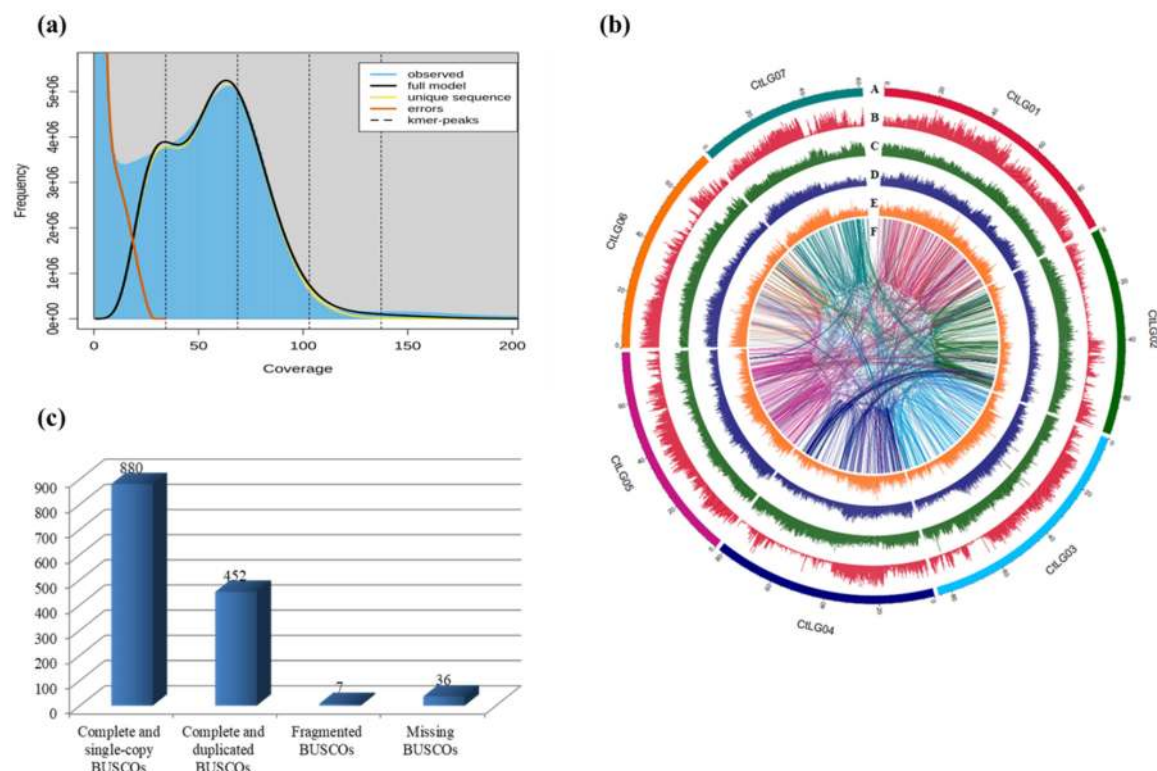 (a)
observed
full model
unique sequence
errors
kmer-peaks
Frequency
5e+06
4e+06
3e+06
2e+06
1e+06
0e+00
0 50 100 150 200
Coverage
(b)
A
B
C
D
E
F
CtLG01
CtLG02
CtLG03
CtLG04
CtLG05
CtLG06
CtLG07
(c)
900
800
700
600
500
400
300
200
100
0
880
452
7
36
Complete and
single-copy
BUSCOs
Complete and
duplicated
BUSCOs
Fragmented
BUSCOs
Missing
BUSCOs